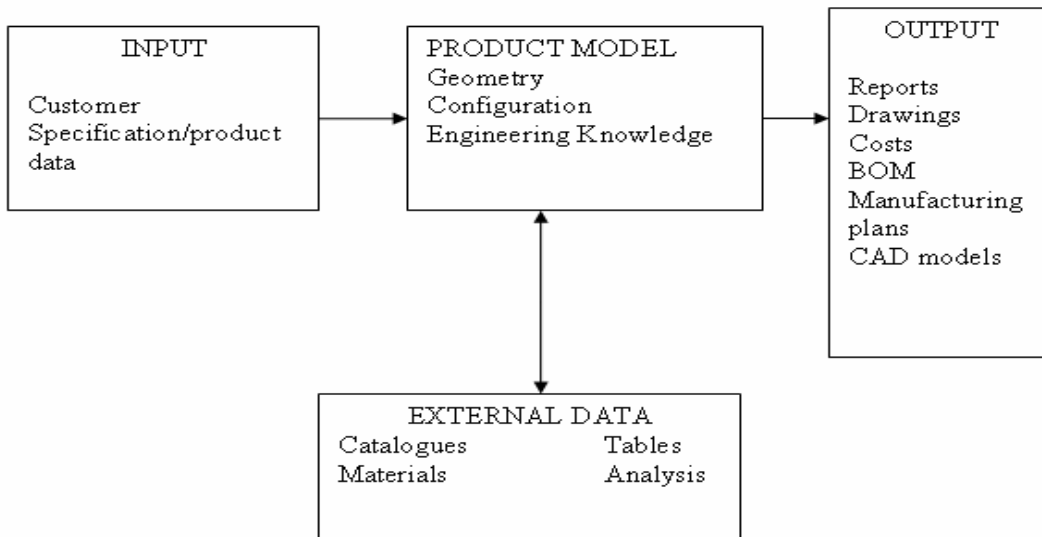 INPUT
Customer
Specification/product
data
PRODUCT MODEL
Geometry
Configuration
Engineering Knowledge
OUTPUT
Reports
Drawings
Costs
BOM
Manufacturing
plans
CAD models
EXTERNAL DATA
Catalogues Tables
Materials Analysis